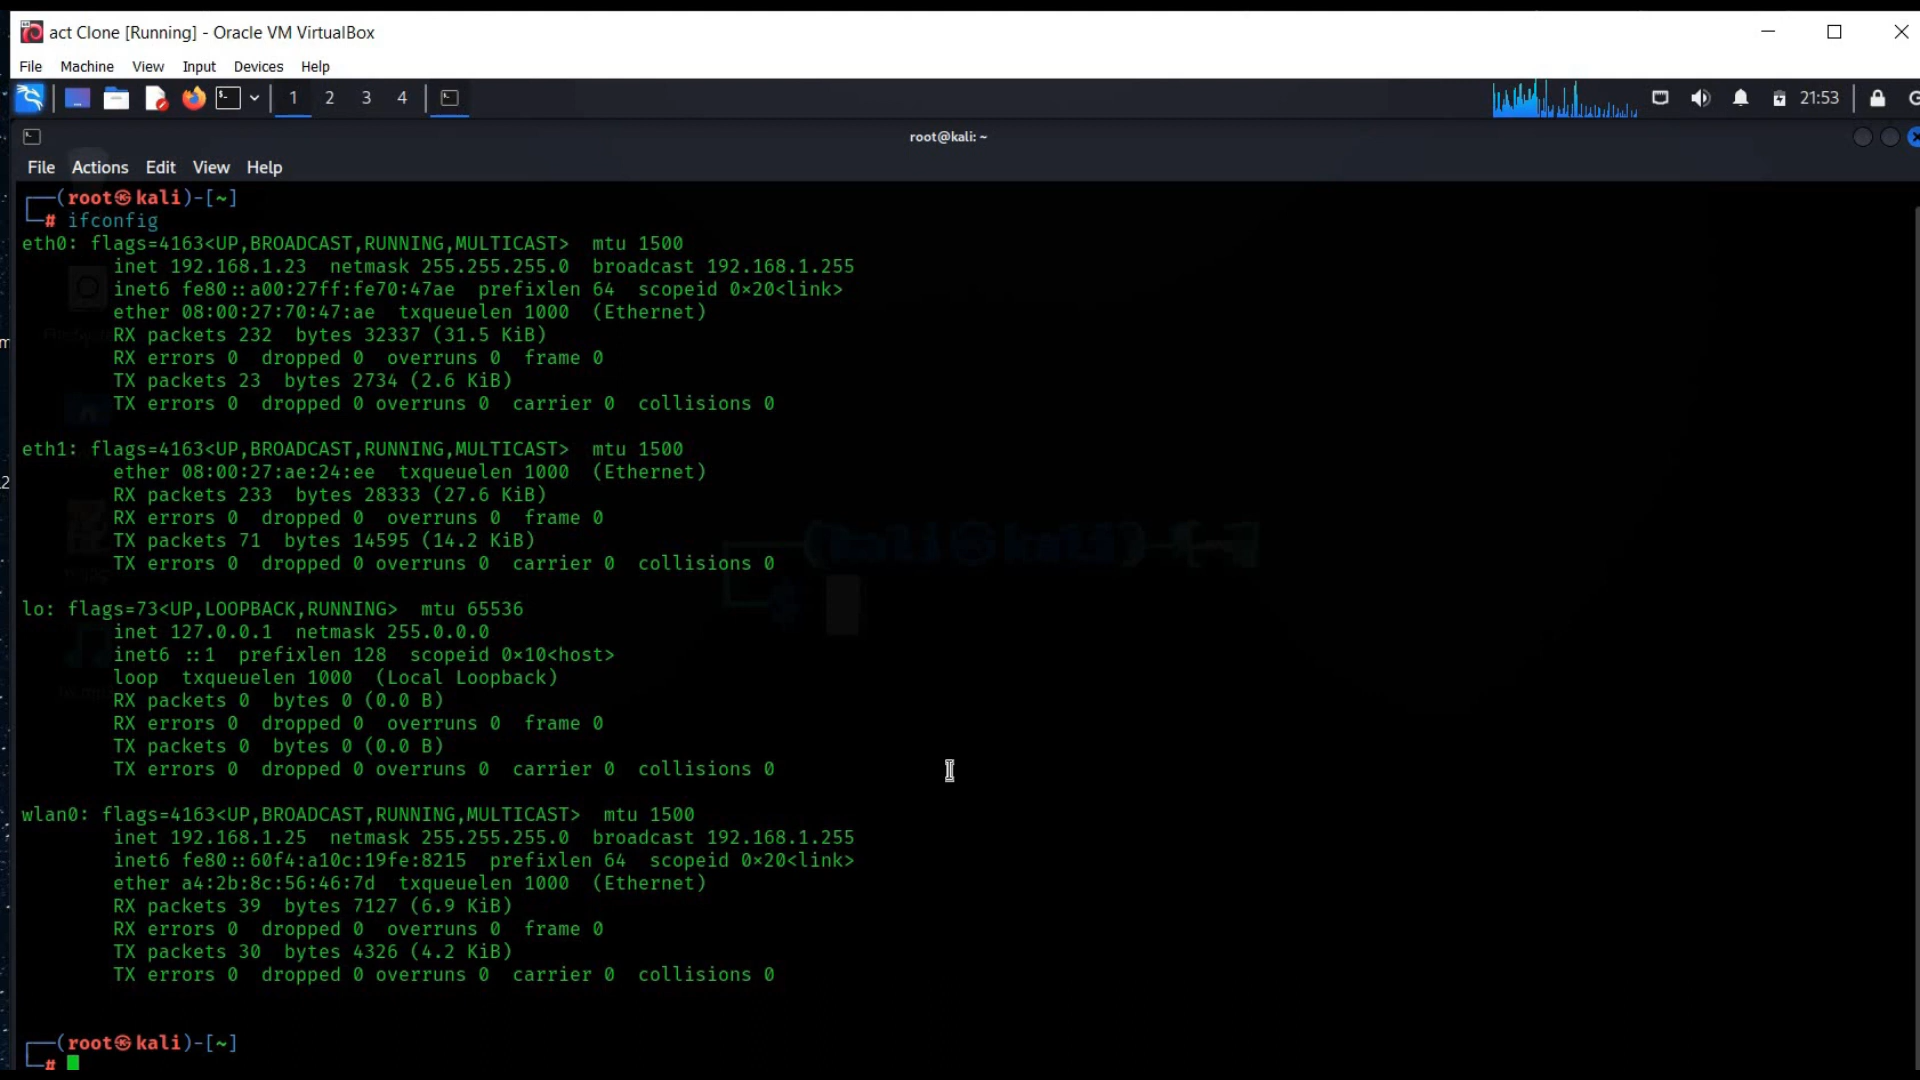 act Clone [Running] - Oracle VM VirtualBox
File Machine View Input Devices Help
1 2 3 4 21:53
root@kali: ~
File Actions Edit View Help
┌──(root㉿kali)-[~]
└─# ifconfig
eth0: flags=4163<UP,BROADCAST,RUNNING,MULTICAST>  mtu 1500
        inet 192.168.1.23  netmask 255.255.255.0  broadcast 192.168.1.255
        inet6 fe80::a00:27ff:fe70:47ae  prefixlen 64  scopeid 0×20<link>
        ether 08:00:27:70:47:ae  txqueuelen 1000  (Ethernet)
        RX packets 232  bytes 32337 (31.5 KiB)
        RX errors 0  dropped 0  overruns 0  frame 0
        TX packets 23  bytes 2734 (2.6 KiB)
        TX errors 0  dropped 0 overruns 0  carrier 0  collisions 0
eth1: flags=4163<UP,BROADCAST,RUNNING,MULTICAST>  mtu 1500
        ether 08:00:27:ae:24:ee  txqueuelen 1000  (Ethernet)
        RX packets 233  bytes 28333 (27.6 KiB)
        RX errors 0  dropped 0  overruns 0  frame 0
        TX packets 71  bytes 14595 (14.2 KiB)
        TX errors 0  dropped 0 overruns 0  carrier 0  collisions 0
lo: flags=73<UP,LOOPBACK,RUNNING>  mtu 65536
        inet 127.0.0.1  netmask 255.0.0.0
        inet6 ::1  prefixlen 128  scopeid 0×10<host>
        loop  txqueuelen 1000  (Local Loopback)
        RX packets 0  bytes 0 (0.0 B)
        RX errors 0  dropped 0  overruns 0  frame 0
        TX packets 0  bytes 0 (0.0 B)
        TX errors 0  dropped 0 overruns 0  carrier 0  collisions 0
wlan0: flags=4163<UP,BROADCAST,RUNNING,MULTICAST>  mtu 1500
        inet 192.168.1.25  netmask 255.255.255.0  broadcast 192.168.1.255
        inet6 fe80::60f4:a10c:19fe:8215  prefixlen 64  scopeid 0×20<link>
        ether a4:2b:8c:56:46:7d  txqueuelen 1000  (Ethernet)
        RX packets 39  bytes 7127 (6.9 KiB)
        RX errors 0  dropped 0  overruns 0  frame 0
        TX packets 30  bytes 4326 (4.2 KiB)
        TX errors 0  dropped 0 overruns 0  carrier 0  collisions 0
┌──(root㉿kali)-[~]
└─#